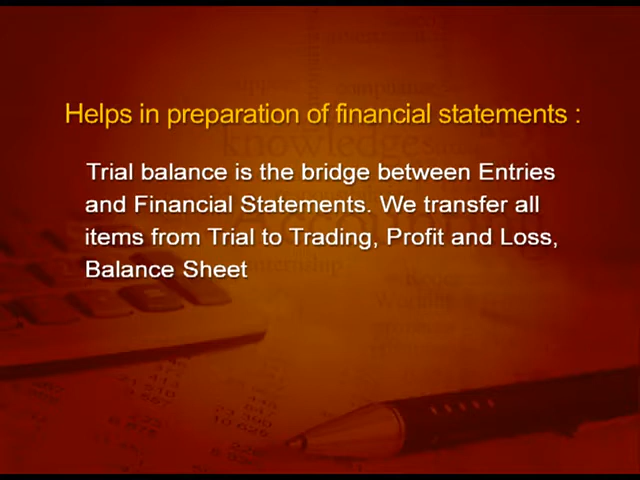 Helps in preparation of financial statements :
Trial balance is the bridge between Entries
and Financial Statements. We transfer all
items from Trial to Trading, Profit and Loss,
Balance Sheet
knowledge